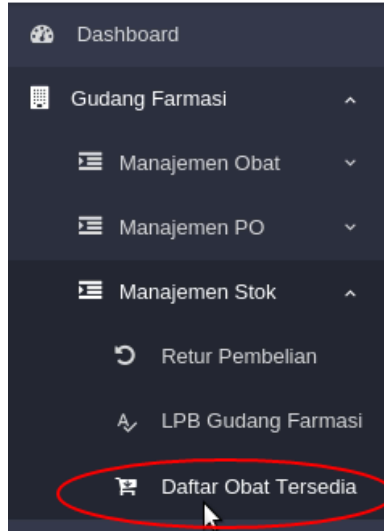 Dashboard
Gudang Farmasi
Manajemen Obat
Manajemen PO
Manajemen Stok
Retur Pembelian
LPB Gudang Farmasi
Daftar Obat Tersedia